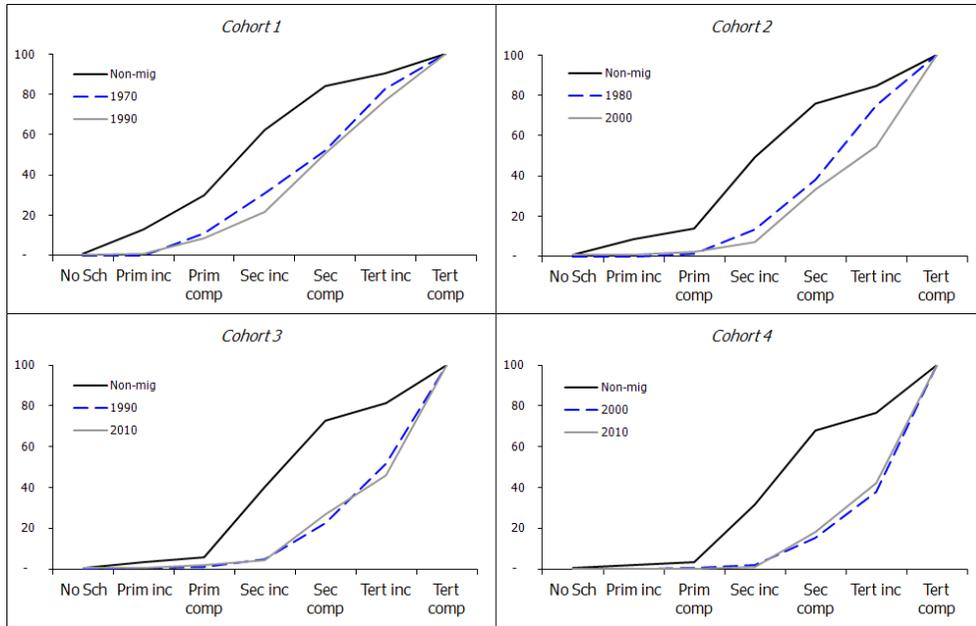 Cohort 1
100
80
60
40
20
-
Non-mig
1970
1990
No Sch Prim inc Prim comp Sec inc Sec comp Tert inc Tert comp
Cohort 2
100
80
60
40
20
-
Non-mig
1980
2000
No Sch Prim inc Prim comp Sec inc Sec comp Tert inc Tert comp
Cohort 3
100
80
60
40
20
-
Non-mig
1990
2010
No Sch Prim inc Prim comp Sec inc Sec comp Tert inc Tert comp
Cohort 4
100
80
60
40
20
-
Non-mig
2000
2010
No Sch Prim inc Prim comp Sec inc Sec comp Tert inc Tert comp